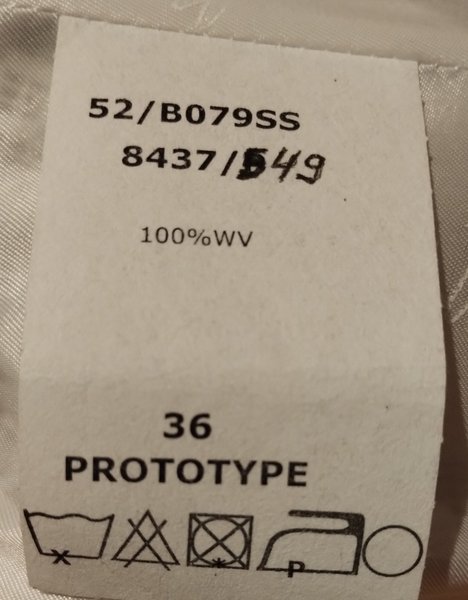 52/B079SS
8437/549
100%WV
36
PROTOTYPE
x * P